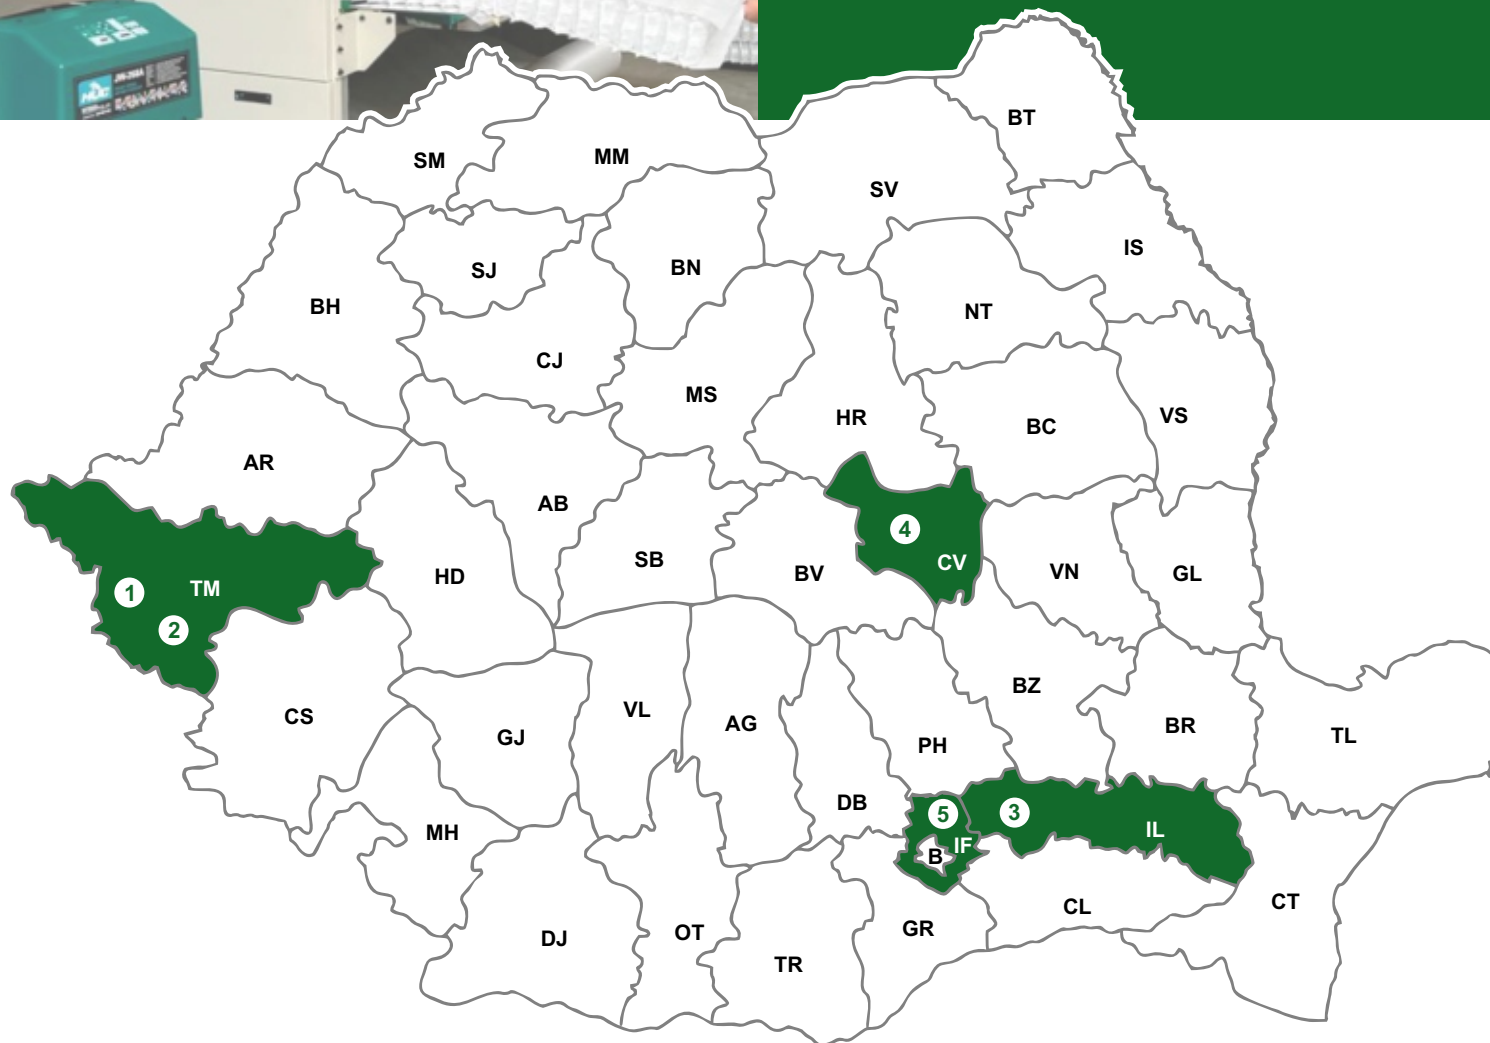 BT
SM
MM
SV
IS
SJ
BN
BH
NT
CJ
MS
HR
BC
VS
AR
AB
4
CV
SB
BV
VN
GL
HD
TM
1
2
BZ
CS
VL
AG
GJ
PH
BR
TL
DB
5
3
IL
MH
IF
B
CT
CL
GR
DJ
OT
TR